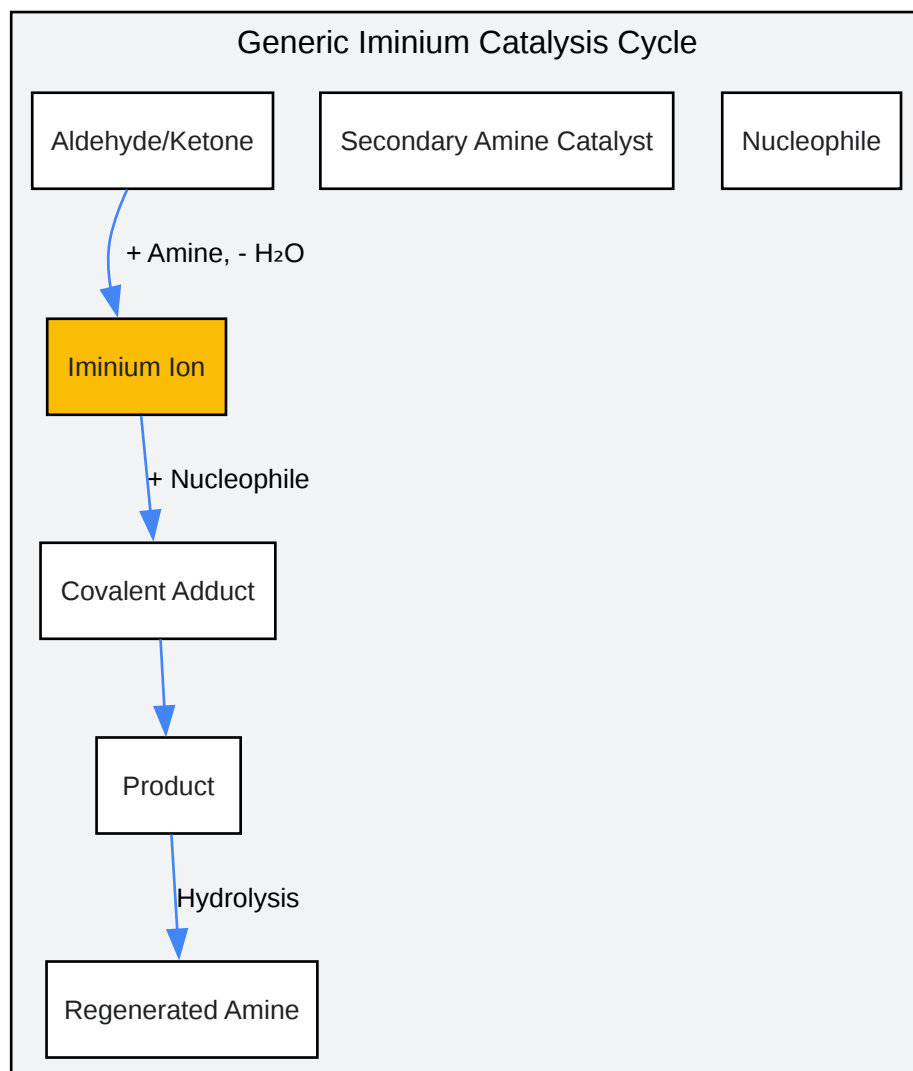 Generic Iminium Catalysis Cycle
Aldehyde/Ketone
Secondary Amine Catalyst
Nucleophile
+ Amine, - H₂O
Iminium Ion
+ Nucleophile
Covalent Adduct
Product
Hydrolysis
Regenerated Amine